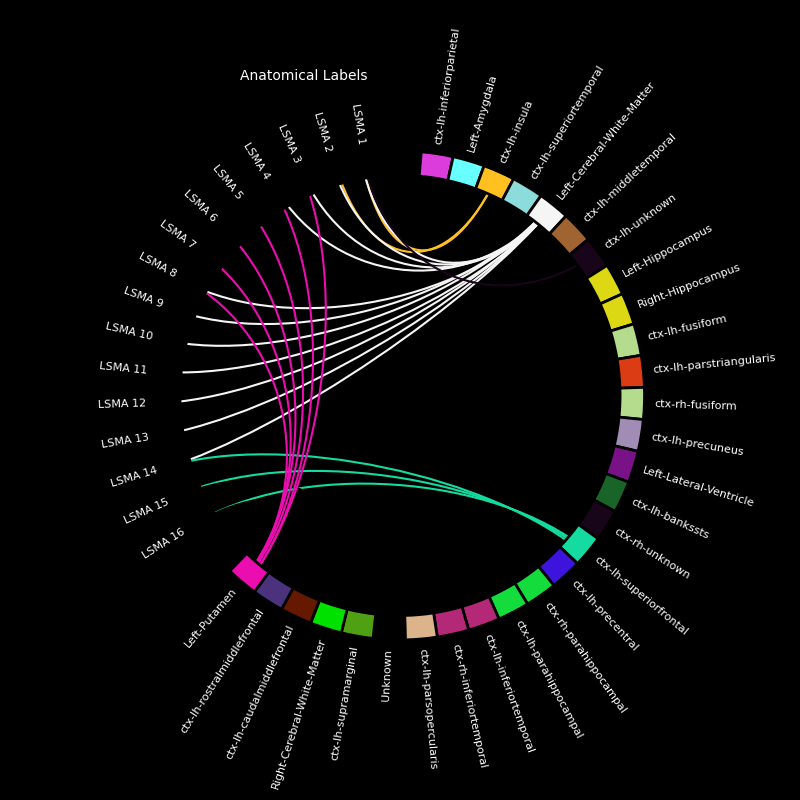 Anatomical Labels
LSMA 1
LSMA 2
LSMA 3
LSMA 4
LSMA 5
LSMA 6
LSMA 7
LSMA 8
LSMA 9
LSMA 10
LSMA 11
LSMA 12
LSMA 13
LSMA 14
LSMA 15
LSMA 16
Left-Putamen
ctx-lh-rostralmiddlefrontal
ctx-lh-caudalmiddlefrontal
Right-Cerebral-White-Matter
ctx-lh-supramarginal
Unknown
ctx-lh-parsopercularis
ctx-rh-inferiortemporal
ctx-lh-inferiortemporal
ctx-lh-parahippocampal
ctx-rh-parahippocampal
ctx-lh-precentral
ctx-lh-superiorfrontal
ctx-rh-unknown
ctx-lh-bankssts
Left-Lateral-Ventricle
ctx-lh-precuneus
ctx-rh-fusiform
ctx-lh-parstriangularis
ctx-lh-fusiform
Right-Hippocampus
Left-Hippocampus
ctx-lh-unknown
ctx-lh-middletemporal
Left-Cerebral-White-Matter
ctx-lh-superiortemporal
ctx-lh-insula
Left-Amygdala
ctx-lh-inferiorparietal